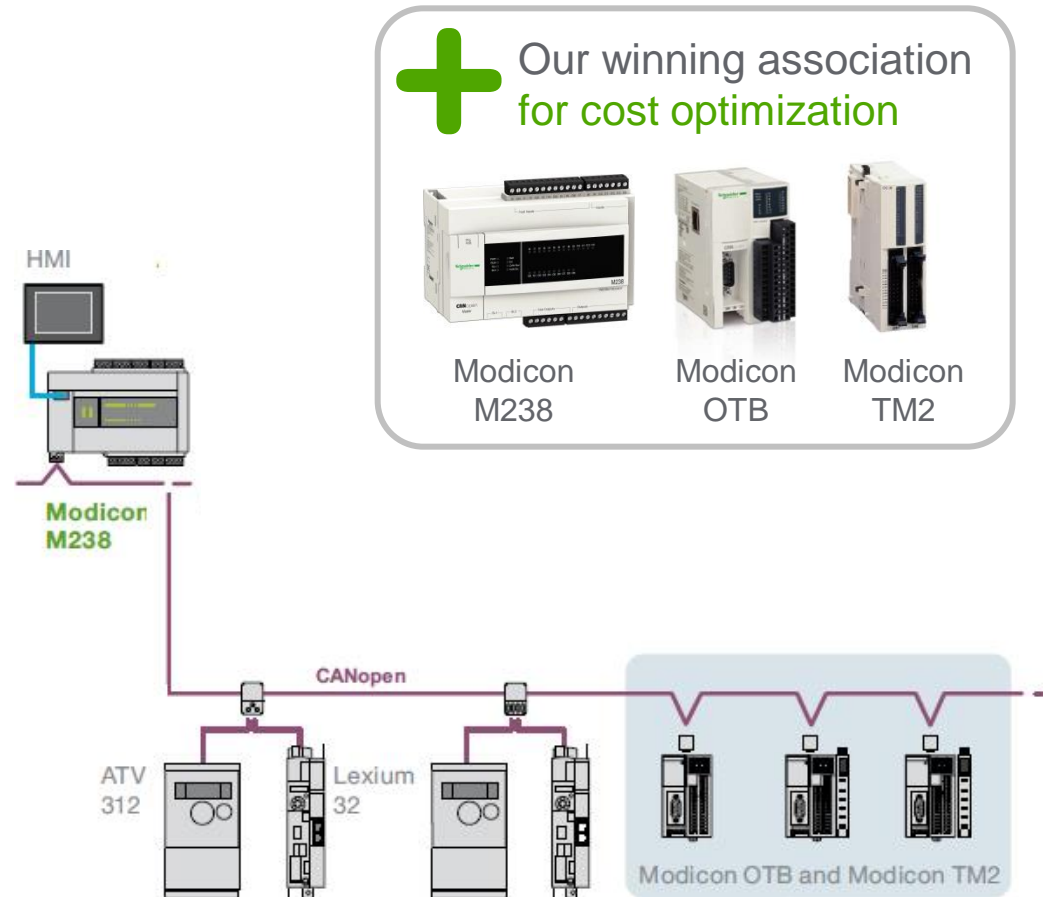 Our winning association
for cost optimization
Modicon
M238
Modicon
OTB
Modicon
TM2
HMI
Modicon
M238
CANopen
ATV
312
Lexium
32
Modicon OTB and Modicon TM2